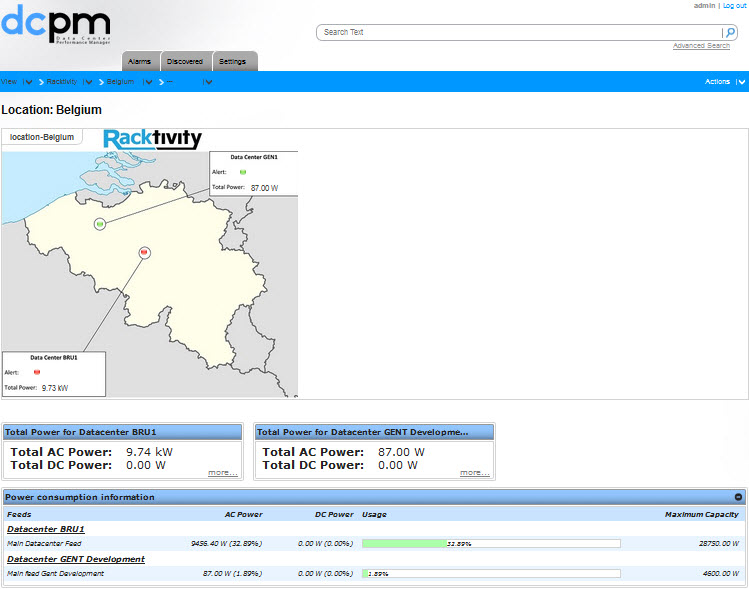 admin | Log out
dcpm
Data Center
Performance Manager
Search Text
Advanced Search
Alarms Discovered Settings
View Racktivity Belgium --- Actions
Location: Belgium
location-Belgium Racktivity
Data Center GEN1
Alert:
Total Power: 87.00 W
Data Center BRU1
Alert:
Total Power: 9.73 kW
Total Power for Datacenter BRU1
Total AC Power: 9.74 kW
Total DC Power: 0.00 W
more...
Total Power for Datacenter GENT Developme...
Total AC Power: 87.00 W
Total DC Power: 0.00 W
more...
Power consumption information
Feeds AC Power DC Power Usage Maximum Capacity
Datacenter BRU1
Main Datacenter Feed 9456.40 W (32.89%) 0.00 W (0.00%) 32.89% 28750.00 W
Datacenter GENT Development
Main feed Gent Development 87.00 W (1.89%) 0.00 W (0.00%) 1.89% 4600.00 W